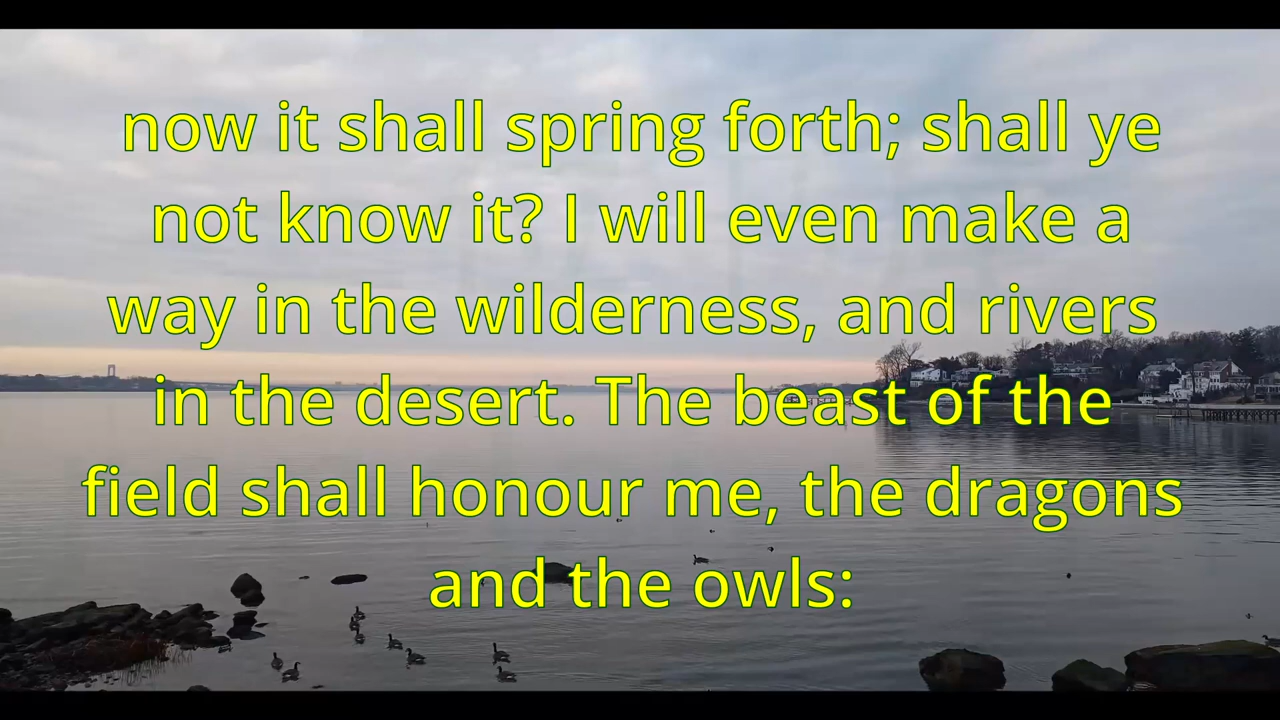 now it shall spring forth; shall ye
not know it? I will even make a
way in the wilderness, and rivers
in the desert. The beast of the
field shall honour me, the dragons
and the owls: